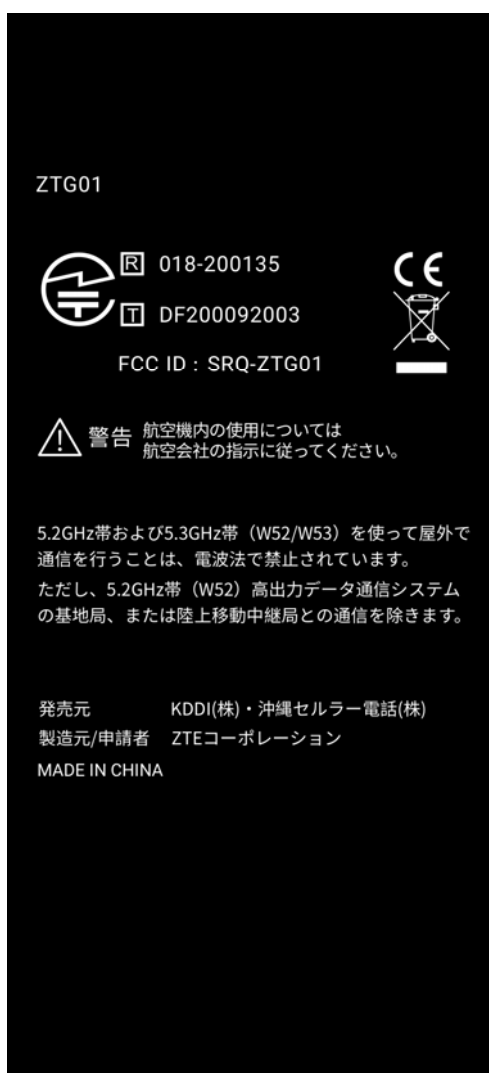 ZTG01
R 018-200135
T DF200092003
CE
FCC ID : SRQ-ZTG01
警告 航空機内の使用については
航空会社の指示に従ってください。
5.2GHz帯および5.3GHz帯（W52/W53）を使って屋外で
通信を行うことは、電波法で禁止されています。
ただし、5.2GHz帯（W52）高出力データ通信システム
の基地局、または陸上移動中継局との通信を除きます。
発売元 KDDI(株)・沖縄セルラー電話(株)
製造元/申請者 ZTEコーポレーション
MADE IN CHINA